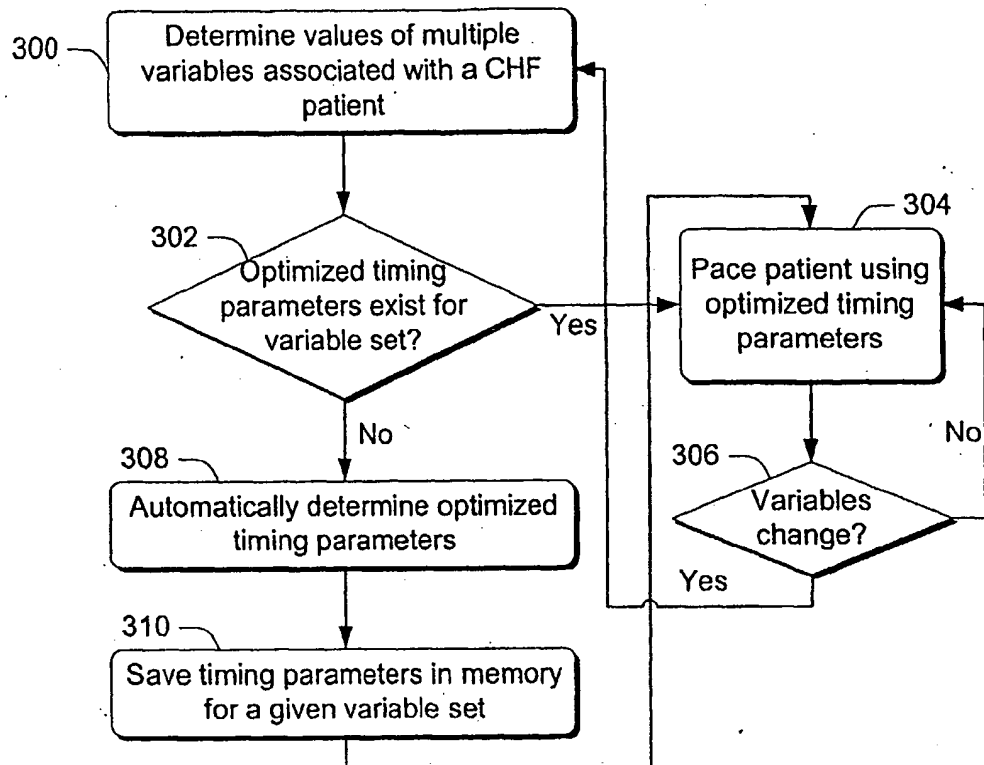 300
Determine values of multiple
variables associated with a CHF
patient
302
Optimized timing
parameters exist for
variable set?
Yes
No
304
Pace patient using
optimized timing
parameters
306
Variables
change?
No
Yes
308
Automatically determine optimized
timing parameters
310
Save timing parameters in memory
for a given variable set